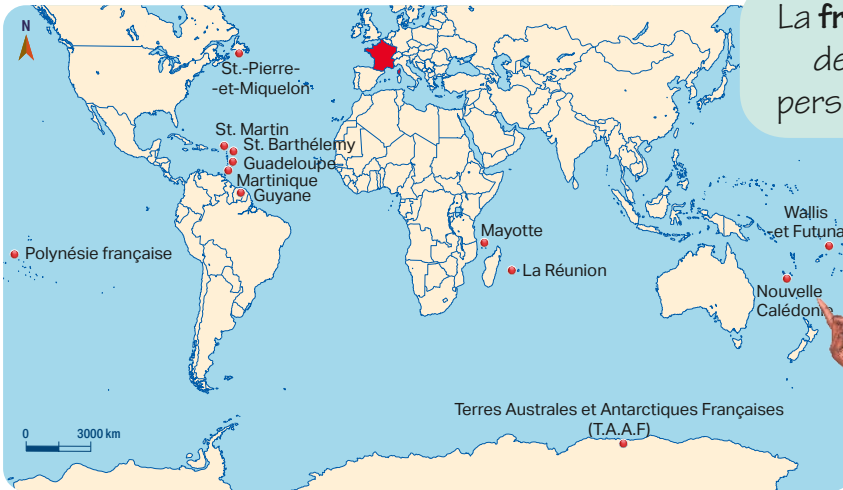 La fr
de
pers
N
St.-Pierre-
et-Miquelon
St. Martin
St. Barthélemy
Guadeloupe
Martinique
Guyane
Polynésie française
Mayotte
La Réunion
Wallis
et Futuna
Nouvelle
Calédonie
Terres Australes et Antarctiques Françaises
(T.A.A.F)
0 3000 km